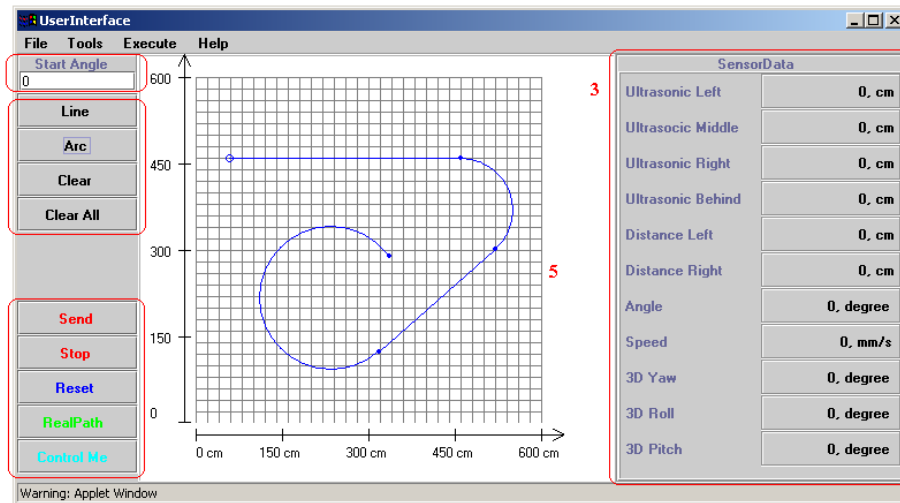 UserInterface
File Tools Execute Help
Start Angle
0
Line
Arc
Clear
Clear All
Send
Stop
Reset
RealPath
Control Me
600
450
300
150
0
0 cm 150 cm 300 cm 450 cm 600 cm
5
3
SensorData
Ultrasonic Left 0, cm
Ultrasocic Middle 0, cm
Ultrasonic Right 0, cm
Ultrasonic Behind 0, cm
Distance Left 0, cm
Distance Right 0, cm
Angle 0, degree
Speed 0, mm/s
3D Yaw 0, degree
3D Roll 0, degree
3D Pitch 0, degree
Warning: Applet Window